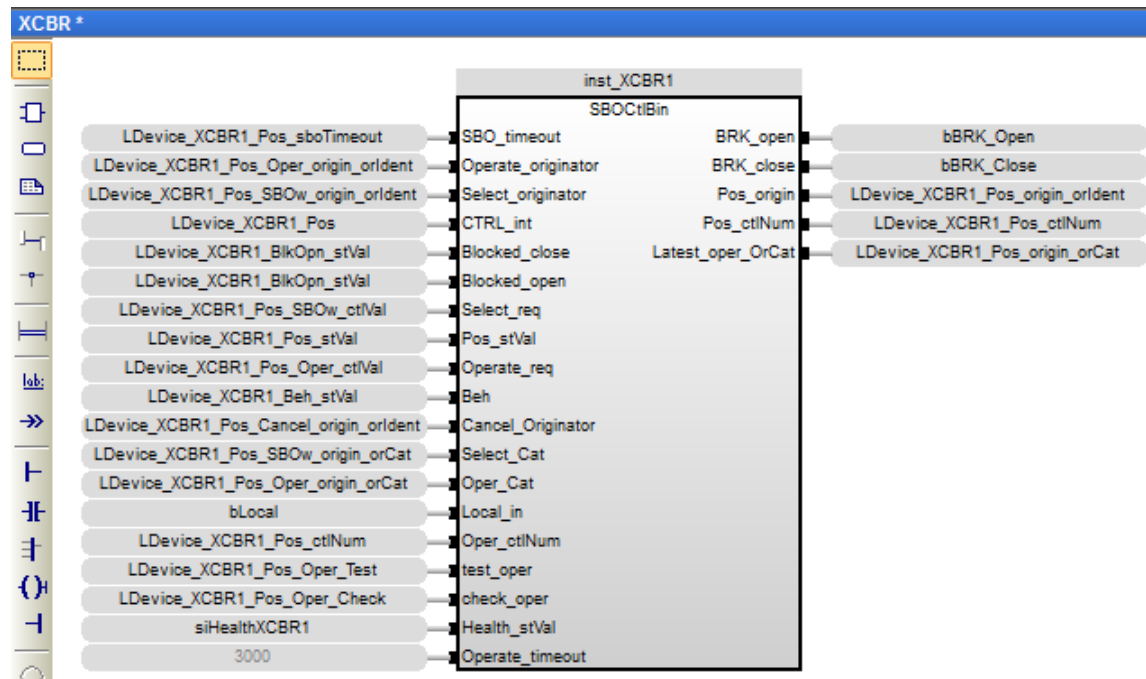 XCBR *
inst_XCBR1
SBOCtlBin
LDevice_XCBR1_Pos_sboTimeout SBO_timeout BRK_open bBRK_Open
LDevice_XCBR1_Pos_Oper_origin_orIdent Operate_originator BRK_close bBRK_Close
LDevice_XCBR1_Pos_SBOw_origin_orIdent Select_originator Pos_origin LDevice_XCBR1_Pos_origin_orIdent
LDevice_XCBR1_Pos CTRL_int Pos_ctlNum LDevice_XCBR1_Pos_ctlNum
LDevice_XCBR1_BlkOpn_stVal Blocked_close Latest_oper_OrCat LDevice_XCBR1_Pos_origin_orCat
LDevice_XCBR1_BlkOpn_stVal Blocked_open
LDevice_XCBR1_Pos_SBOw_ctlVal Select_req
LDevice_XCBR1_Pos_stVal Pos_stVal
LDevice_XCBR1_Pos_Oper_ctlVal Operate_req
LDevice_XCBR1_Beh_stVal Beh
LDevice_XCBR1_Pos_Cancel_origin_orIdent Cancel_Originator
LDevice_XCBR1_Pos_SBOw_origin_orCat Select_Cat
LDevice_XCBR1_Pos_Oper_origin_orCat Oper_Cat
bLocal Local_in
LDevice_XCBR1_Pos_ctlNum Oper_ctlNum
LDevice_XCBR1_Pos_Oper_Test test_oper
LDevice_XCBR1_Pos_Oper_Check check_oper
siHealthXCBR1 Health_stVal
3000 Operate_timeout
lab: